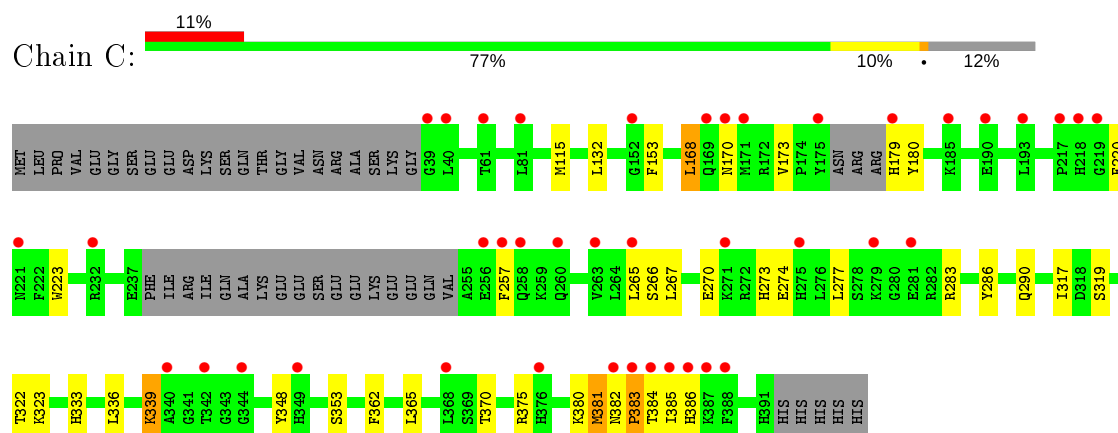 11%
Chain C:
77% 10% • 12%
MET LEU PRO VAL GLU GLY SER GLU GLU ASP LYS SER GLN THR GLY VAL ASN ARG ALA SER LYS GLY G39 L40 T61 L81 M115 L132 G152 F153 L168 Q169 N170 M171 R172 V173 P174 Y175 ASN ARG ARG H179 Y180 K185 E190 L193 P217 H218 G219
N221 F222 W223 R232 E237 PHE ILE ARG ILE GLN ALA LYS GLU GLU SER GLU GLU LYS GLU GLU GLN VAL A255 E256 F257 Q258 K259 Q260 V263 L264 L265 S266 L267 E270 K271 R272 H273 E274 H275 L276 L277 S278 K279 G280 E281 R282 R283 Y286 Q290 I317 D318 S319
T322 K323 H333 L336 K339 A340 G341 T342 G343 G344 Y348 H349 S353 F362 L365 L368 S369 T370 R375 H376 K380 M381 N382 P383 T384 I385 H386 K387 F388 H391 HIS HIS HIS HIS HIS